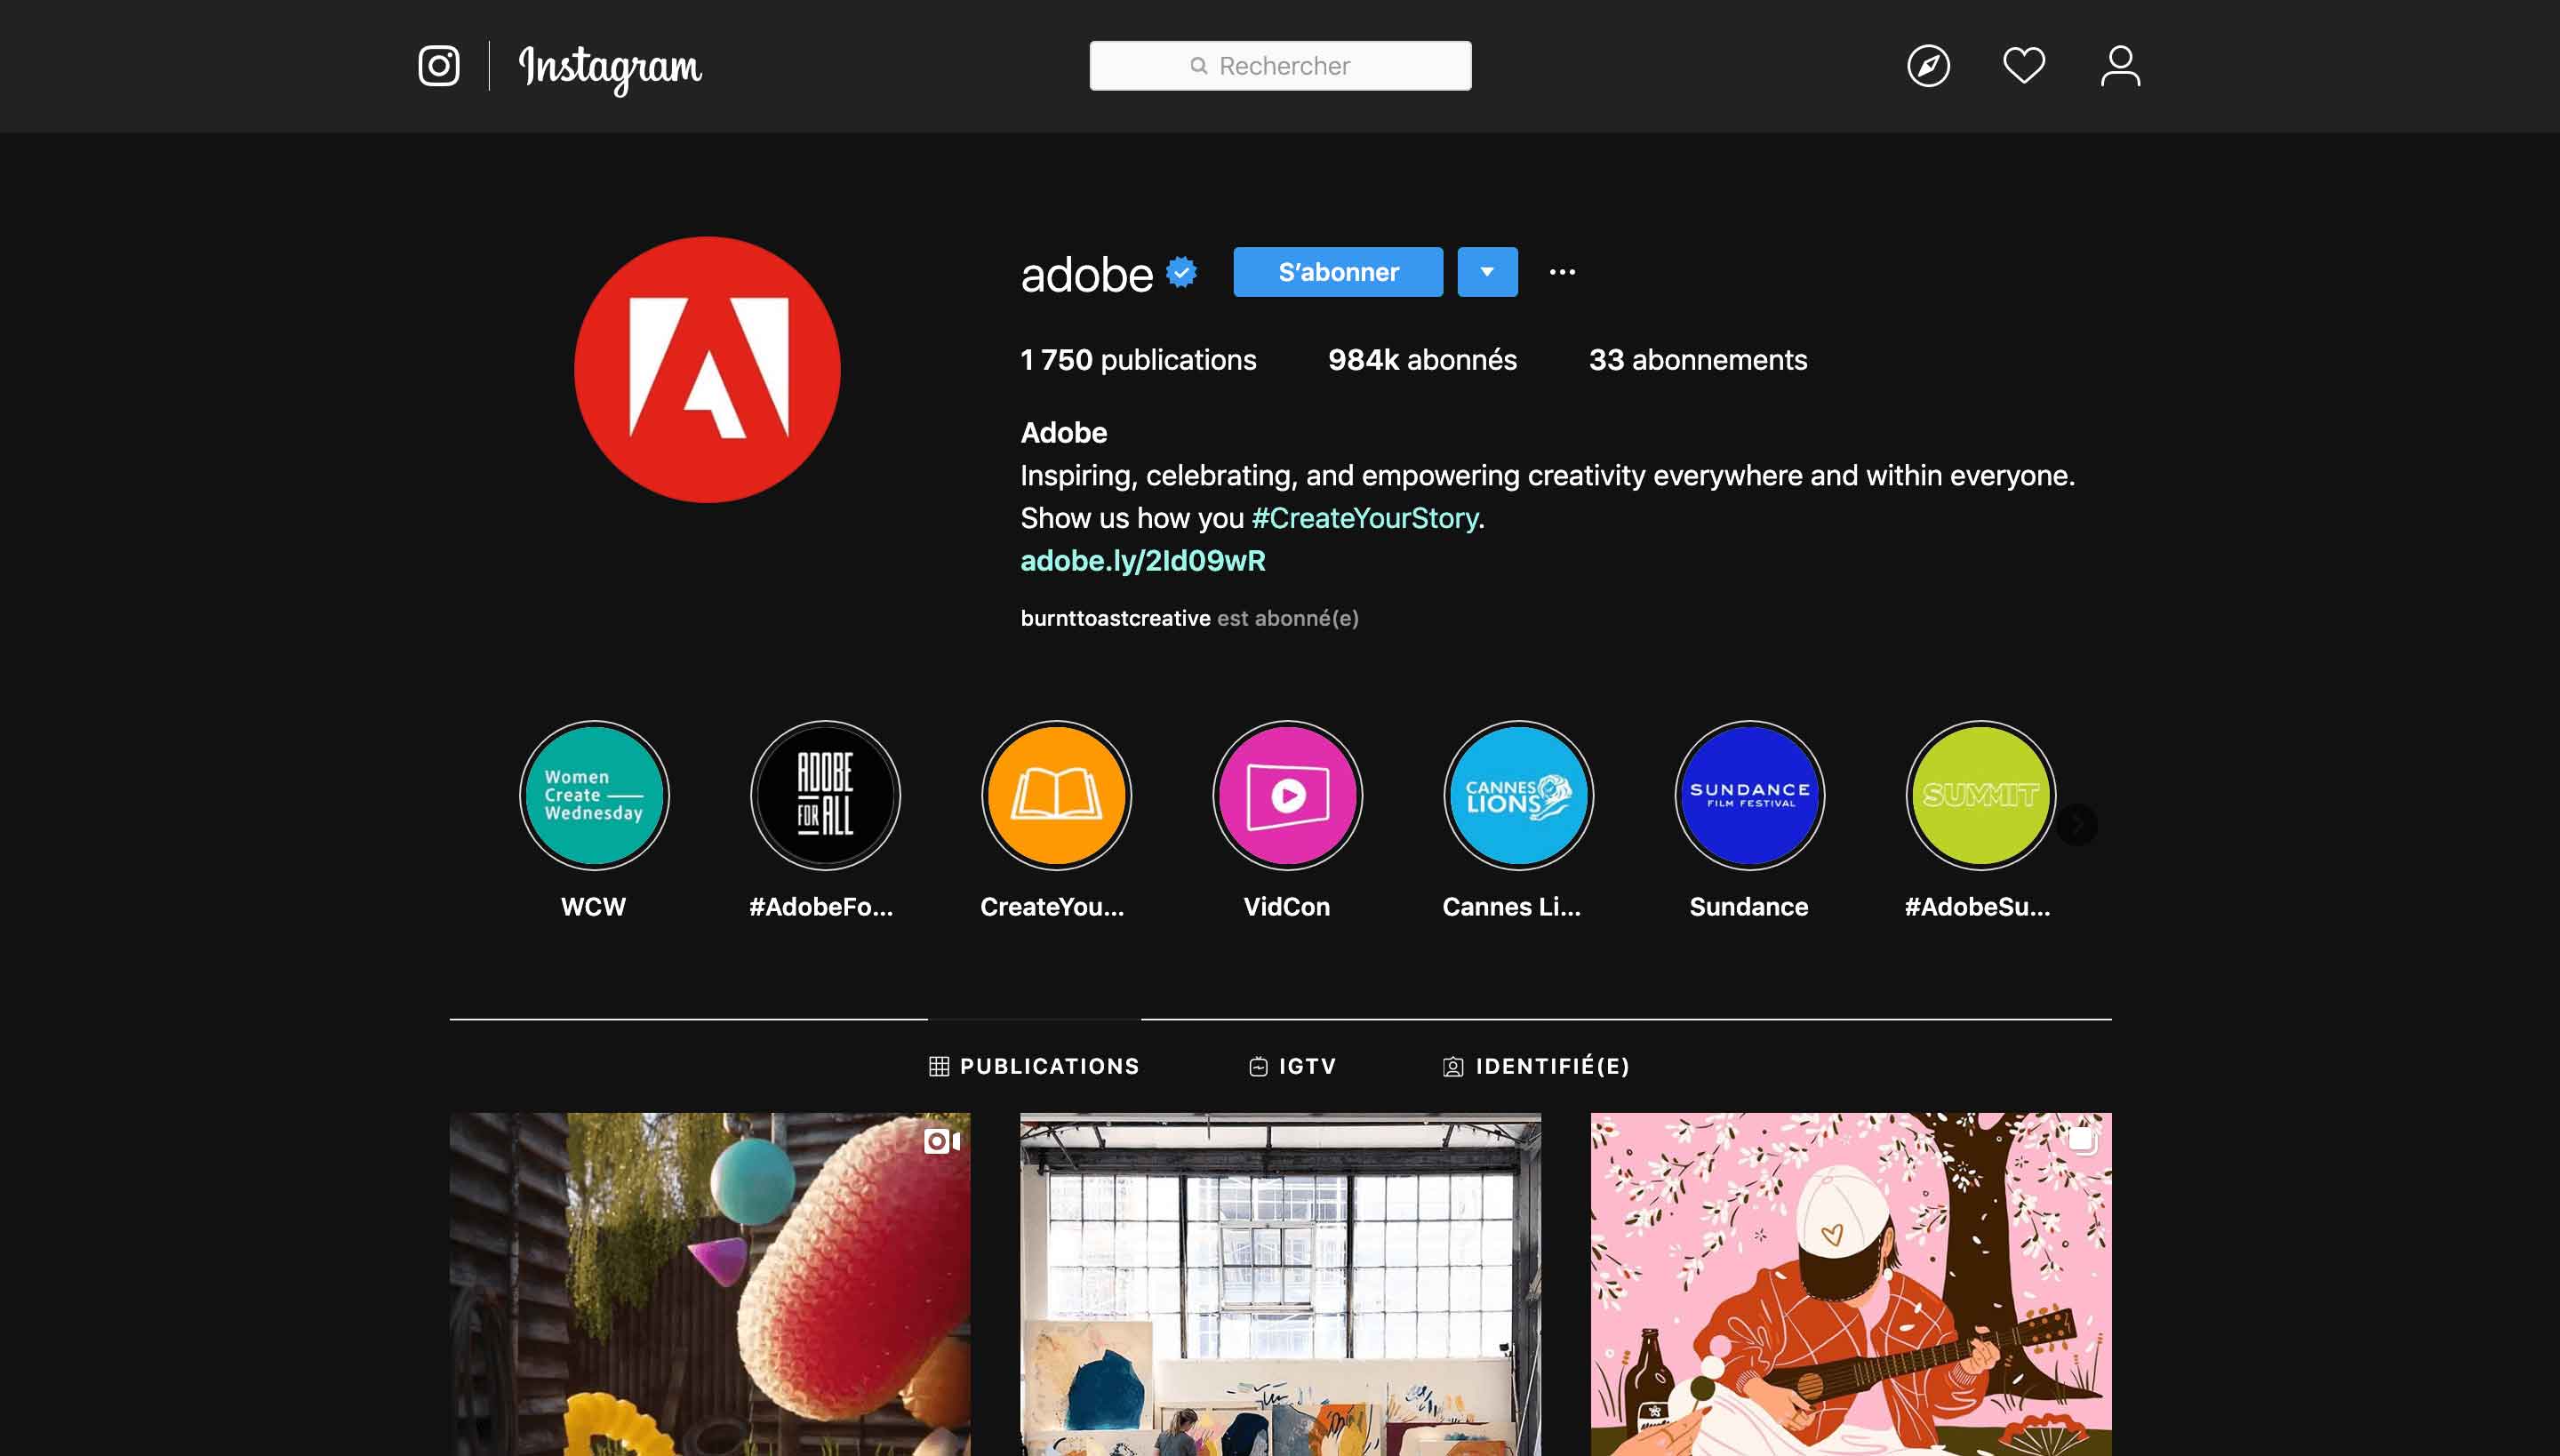 Instagram
Rechercher
adobe
S'abonner
1 750 publications 984k abonnés 33 abonnements
Adobe
Inspiring, celebrating, and empowering creativity everywhere and within everyone.
Show us how you #CreateYourStory.
adobe.ly/2Id09wR
burnttoastcreative est abonné(e)
Women
Create
Wednesday
ADOBE
FOR ALL
CANNES
LIONS
SUNDANCE
FILM FESTIVAL
SUMMIT
WCW
#AdobeFo...
CreateYou...
VidCon
Cannes Li...
Sundance
#AdobeSu...
PUBLICATIONS
IGTV
IDENTIFIÉ(E)